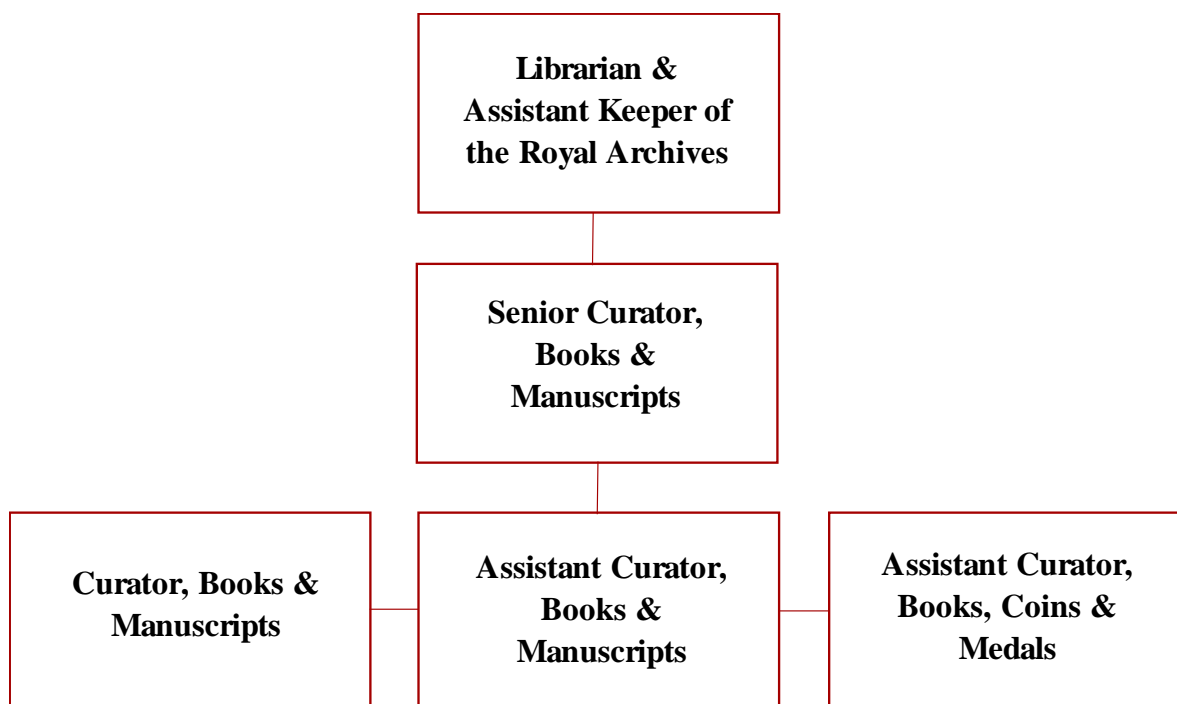 Librarian &
Assistant Keeper of
the Royal Archives
Senior Curator,
Books &
Manuscripts
Curator, Books &
Manuscripts
Assistant Curator,
Books &
Manuscripts
Assistant Curator,
Books, Coins &
Medals